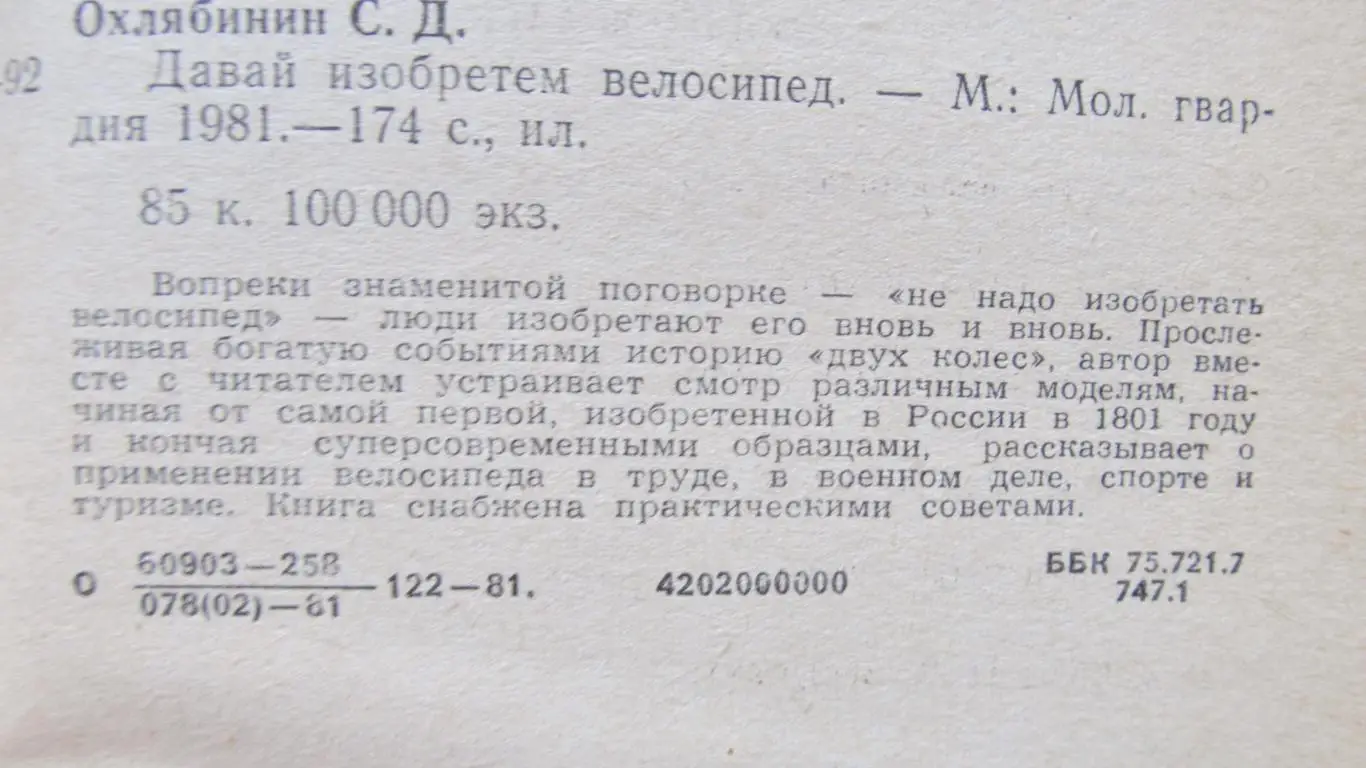 Охлябинин С. Д.
92 Давай изобретем велосипед. — М.: Мол. гвар-
дия 1981.—174 с., ил.
85 к. 100 000 экз.
Вопреки знаменитой поговорке — «не надо изобретать
велосипед» — люди изобретают его вновь и вновь. Просле-
живая богатую событиями историю «двух колес», автор вме-
сте с читателем устраивает смотр различным моделям, на-
чиная от самой первой, изобретенной в России в 1801 году
и кончая суперсовременными образцами, рассказывает о
применении велосипеда в труде, в военном деле, спорте и
туризме. Книга снабжена практическими советами.
О 60903—258 122—81. 4202000000 ББК 75.721.7
078(02)—81 747.1